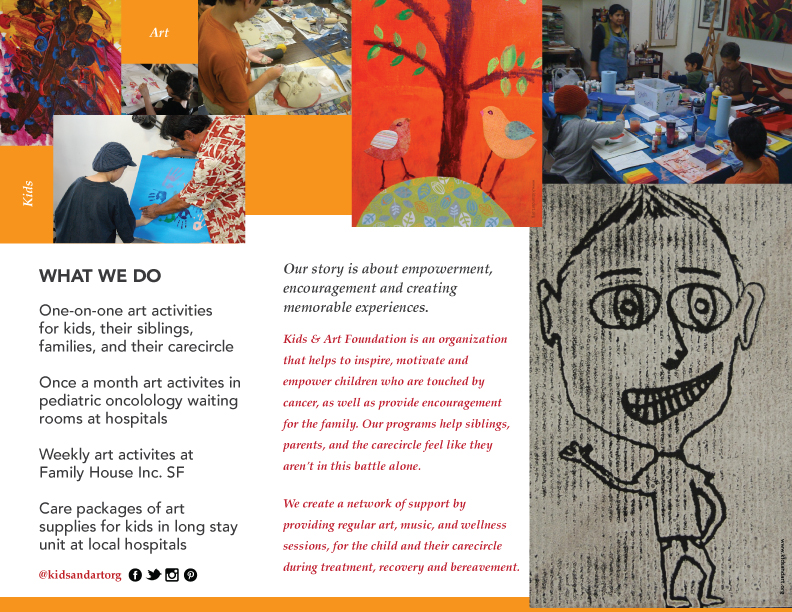 Art
Kids
WHAT WE DO
One-on-one art activities
for kids, their siblings,
families, and their carecircle
Once a month art activites in
pediatric oncolology waiting
rooms at hospitals
Weekly art activites at
Family House Inc. SF
Care packages of art
supplies for kids in long stay
unit at local hospitals
@kidsandartorg
Our story is about empowerment,
encouragement and creating
memorable experiences.
Kids & Art Foundation is an organization
that helps to inspire, motivate and
empower children who are touched by
cancer, as well as provide encouragement
for the family. Our programs help siblings,
parents, and the carecircle feel like they
aren't in this battle alone.
We create a network of support by
providing regular art, music, and wellness
sessions, for the child and their carecircle
during treatment, recovery and bereavement.
www.kidsandart.org